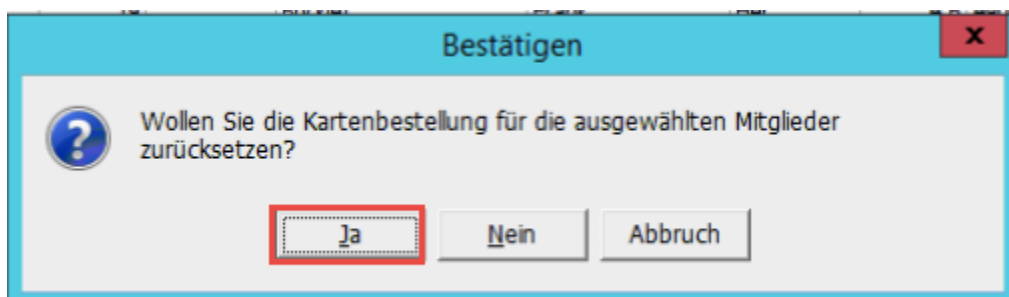 Bestätigen
x
Wollen Sie die Kartenbestellung für die ausgewählten Mitglieder
zurücksetzen?
Ja
Nein
Abbruch